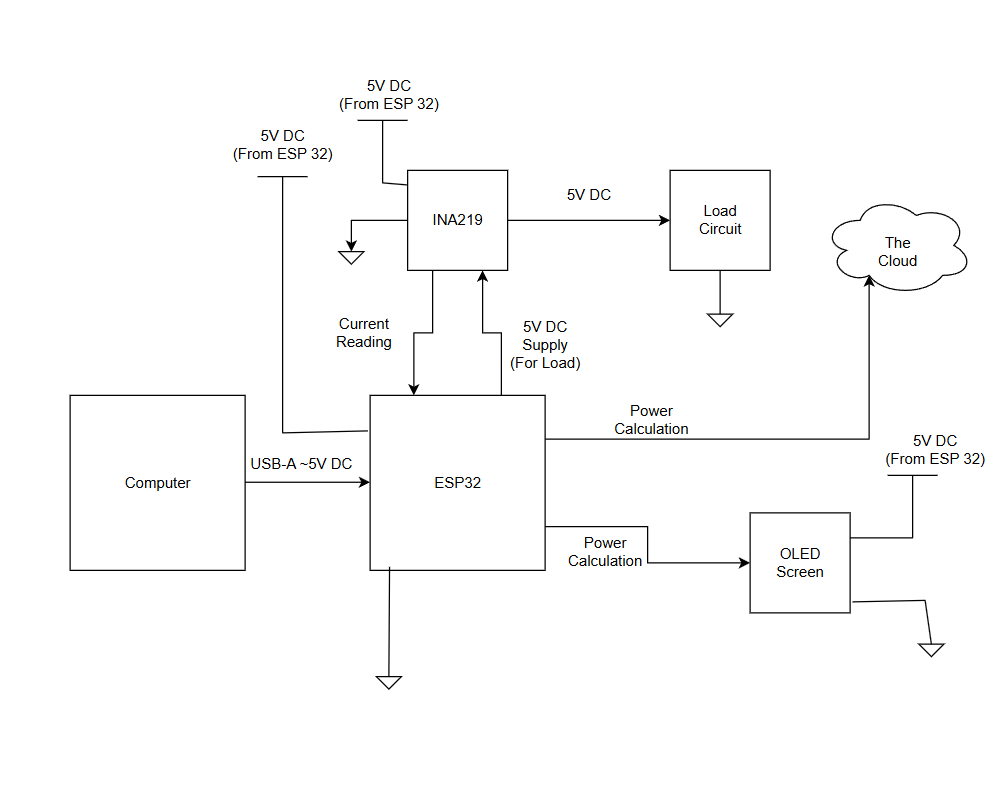 5V DC
(From ESP 32)
5V DC
(From ESP 32)
INA219
5V DC
Load
Circuit
The
Cloud
Current
Reading
5V DC
Supply
(For Load)
Power
Calculation
5V DC
(From ESP 32)
USB-A ~5V DC
Computer
ESP32
Power
Calculation
OLED
Screen